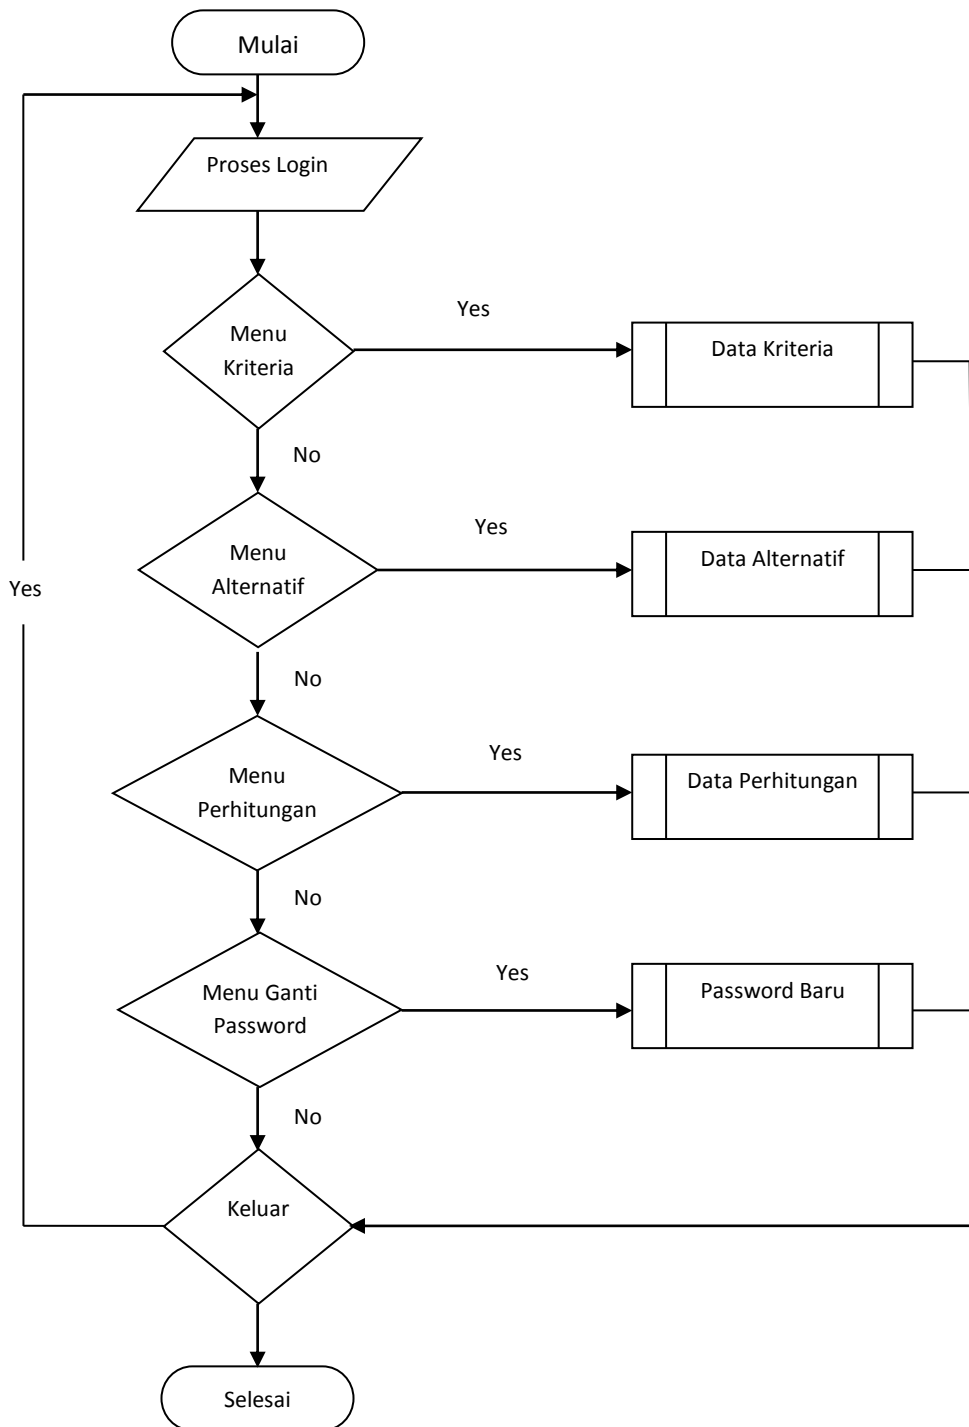 Mulai
Proses Login
Yes
Menu
Kriteria
Data Kriteria
No
Yes
Menu
Alternatif
Data Alternatif
Yes
No
Yes
Menu
Perhitungan
Data Perhitungan
No
Yes
Menu Ganti
Password
Password Baru
No
Keluar
Selesai